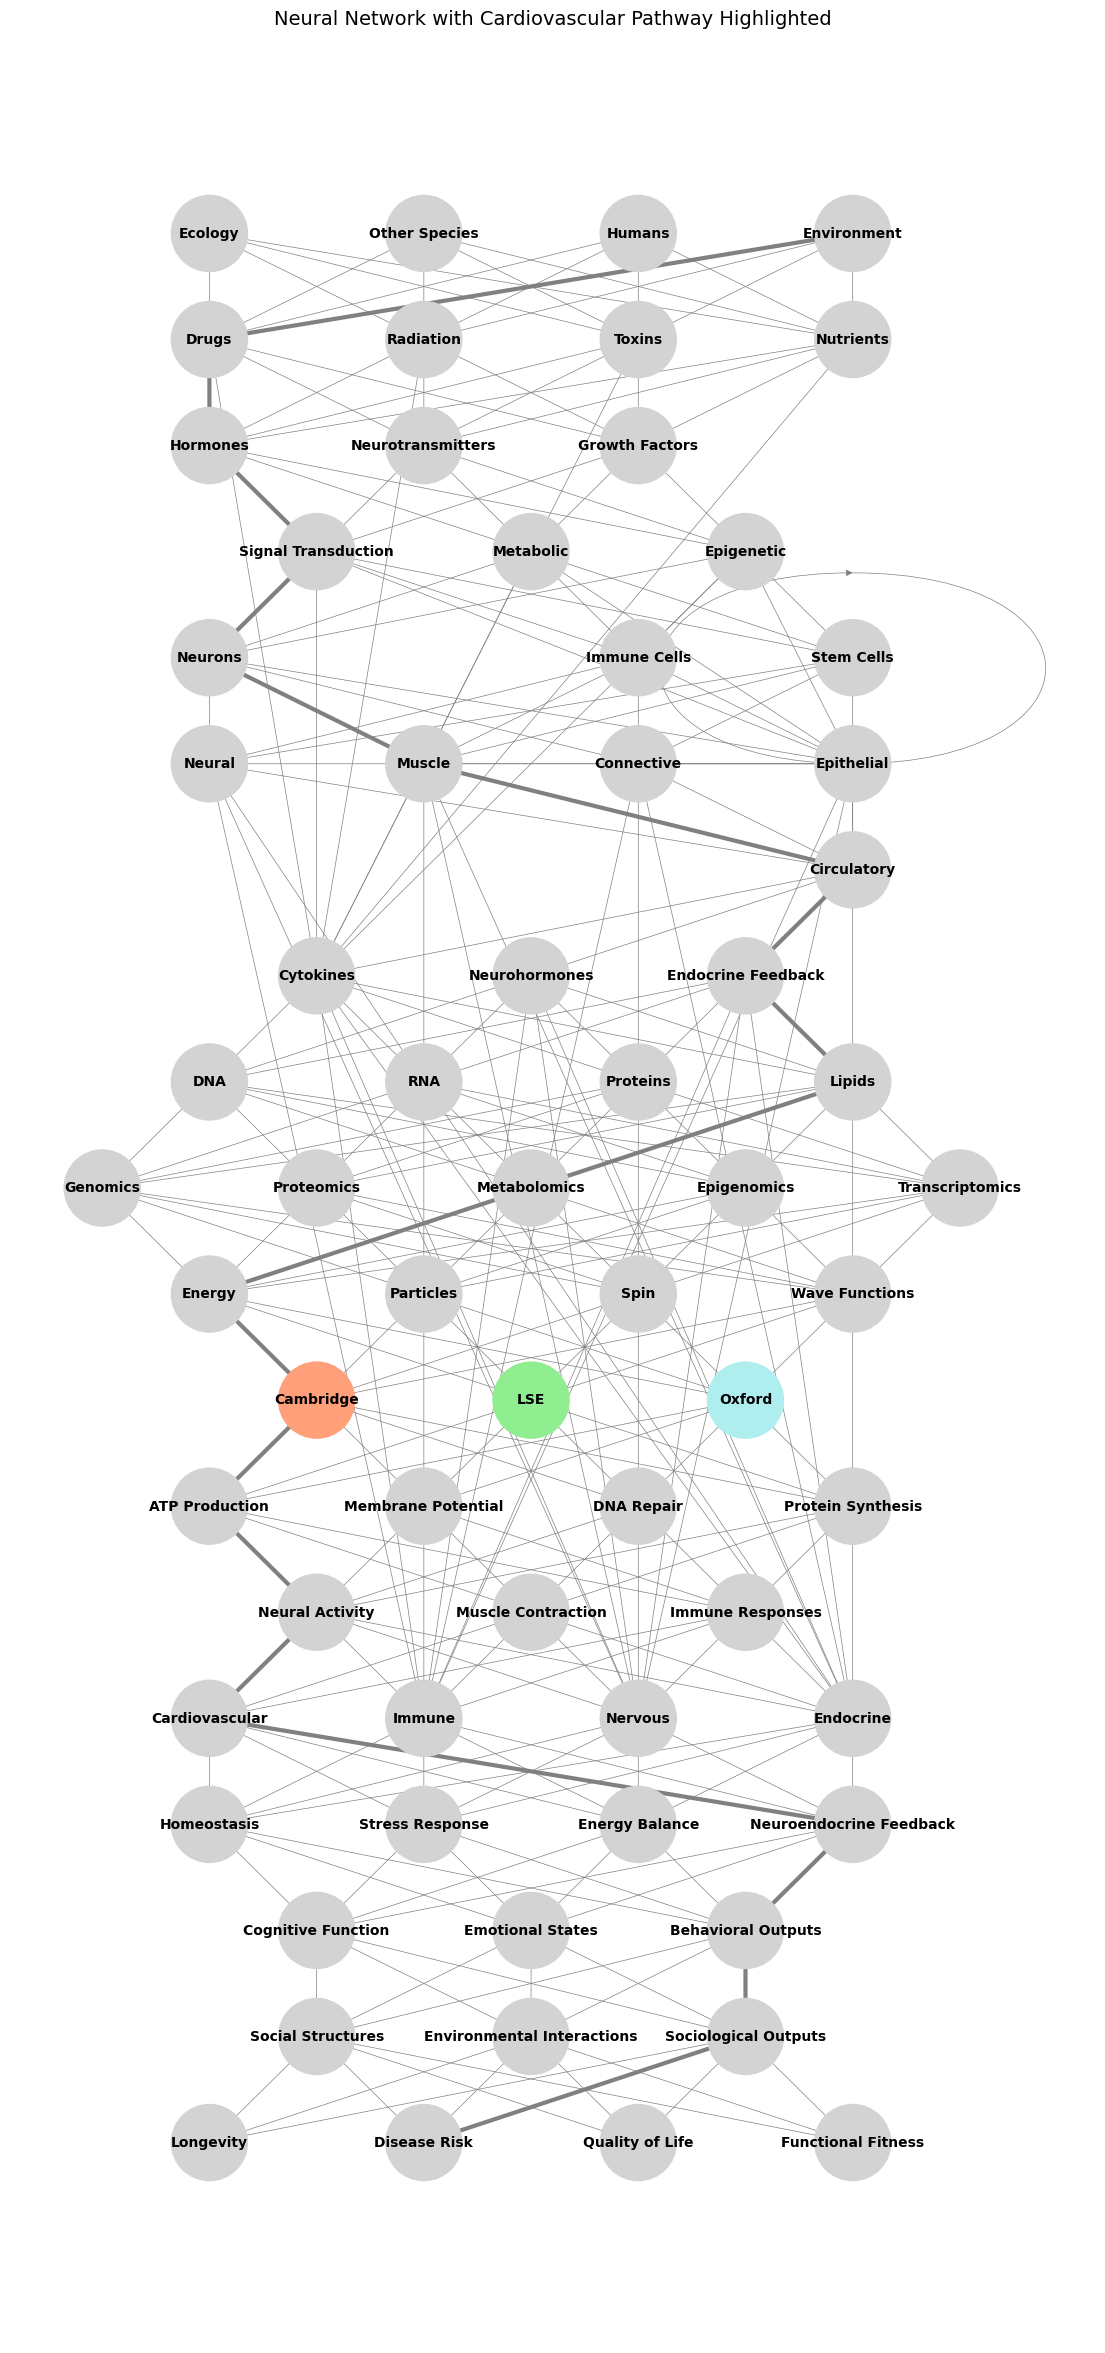 Neural Network with Cardiovascular Pathway Highlighted
Ecology
Other Species
Humans
Environment
Drugs
Radiation
Toxins
Nutrients
Hormones
Neurotransmitters
Growth Factors
Signal Transduction
Metabolic
Epigenetic
Neurons
Immune Cells
Stem Cells
Neural
Muscle
Connective
Epithelial
Circulatory
Cytokines
Neurohormones
Endocrine Feedback
DNA
RNA
Proteins
Lipids
Genomics
Proteomics
Metabolomics
Epigenomics
Transcriptomics
Energy
Particles
Spin
Wave Functions
Cambridge
LSE
Oxford
ATP Production
Membrane Potential
DNA Repair
Protein Synthesis
Neural Activity
Muscle Contraction
Immune Responses
Cardiovascular
Immune
Nervous
Endocrine
Homeostasis
Stress Response
Energy Balance
Neuroendocrine Feedback
Cognitive Function
Emotional States
Behavioral Outputs
Social Structures
Environmental Interactions
Sociological Outputs
Longevity
Disease Risk
Quality of Life
Functional Fitness